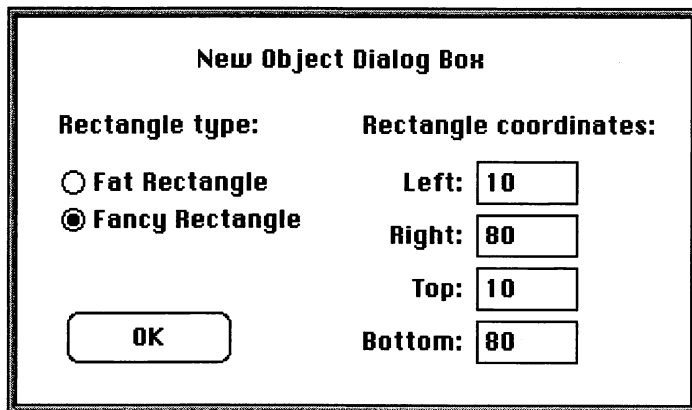 New Object Dialog Box
Rectangle type:
Fat Rectangle
Fancy Rectangle
OK
Rectangle coordinates:
Left: 10
Right: 80
Top: 10
Bottom: 80